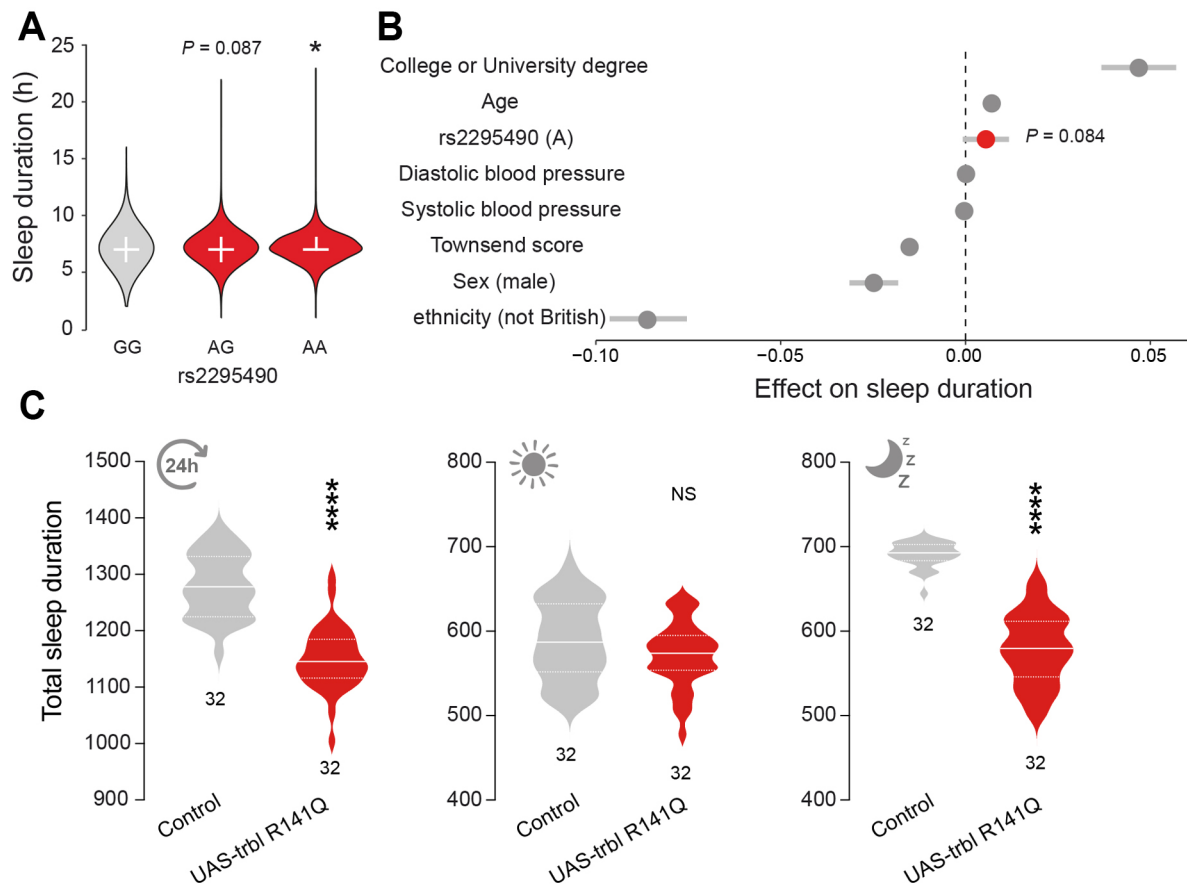 A
Sleep duration (h)
25
20
15
10
5
0
P = 0.087
*
GG
AG
AA
rs2295490
B
College or University degree
Age
rs2295490 (A)
P = 0.084
Diastolic blood pressure
Systolic blood pressure
Townsend score
Sex (male)
ethnicity (not British)
−0.10
−0.05
0.00
0.05
Effect on sleep duration
C
Total sleep duration
1500
1400
1300
1200
1100
1000
900
24h
****
32
32
Control
UAS-trbl R141Q
800
700
600
500
400
NS
32
32
Control
UAS-trbl R141Q
800
700
600
500
400
z
z
z
****
32
32
Control
UAS-trbl R141Q